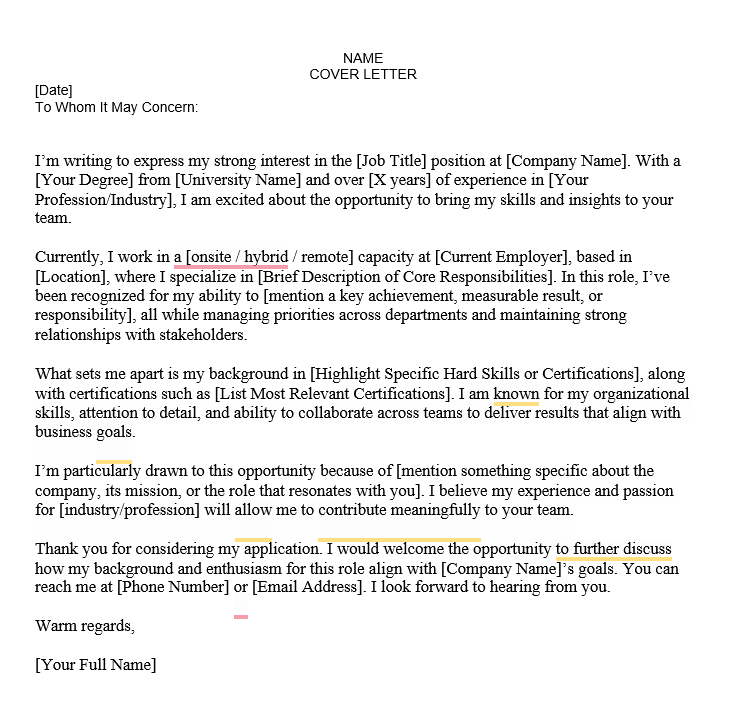 NAME
COVER LETTER
[Date]
To Whom It May Concern:
I’m writing to express my strong interest in the [Job Title] position at [Company Name]. With a
[Your Degree] from [University Name] and over [X years] of experience in [Your
Profession/Industry], I am excited about the opportunity to bring my skills and insights to your
team.
Currently, I work in a [onsite / hybrid / remote] capacity at [Current Employer], based in
[Location], where I specialize in [Brief Description of Core Responsibilities]. In this role, I’ve
been recognized for my ability to [mention a key achievement, measurable result, or
responsibility], all while managing priorities across departments and maintaining strong
relationships with stakeholders.
What sets me apart is my background in [Highlight Specific Hard Skills or Certifications], along
with certifications such as [List Most Relevant Certifications]. I am known for my organizational
skills, attention to detail, and ability to collaborate across teams to deliver results that align with
business goals.
I’m particularly drawn to this opportunity because of [mention something specific about the
company, its mission, or the role that resonates with you]. I believe my experience and passion
for [industry/profession] will allow me to contribute meaningfully to your team.
Thank you for considering my application. I would welcome the opportunity to further discuss
how my background and enthusiasm for this role align with [Company Name]’s goals. You can
reach me at [Phone Number] or [Email Address]. I look forward to hearing from you.
Warm regards,
[Your Full Name]